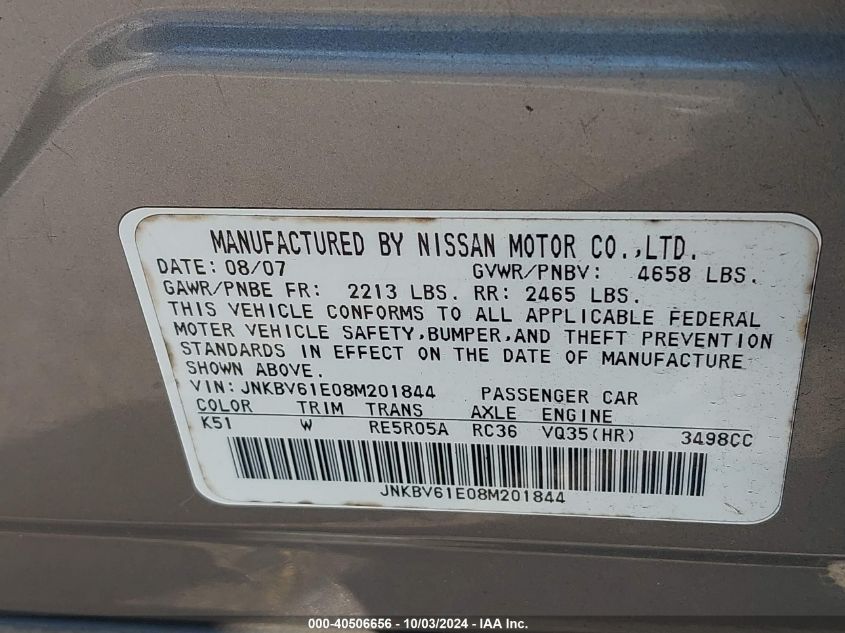 MANUFACTURED BY NISSAN MOTOR CO.,LTD.
DATE: 08/07 GVWR/PNBV: 4658 LBS.
GAWR/PNBE FR: 2213 LBS. RR: 2465 LBS.
THIS VEHICLE CONFORMS TO ALL APPLICABLE FEDERAL
MOTER VEHICLE SAFETY,BUMPER,AND THEFT PREVENTION
STANDARDS IN EFFECT ON THE DATE OF MANUFACTURE
SHOWN ABOVE.
VIN:JNKBV61E08M201844 PASSENGER CAR
COLOR TRIM TRANS AXLE ENGINE
K51 W RE5R05A RC36 VQ35(HR) 3498CC
JNKBV61E08M201844
000-40506656 - 10/03/2024 - IAAI Inc.